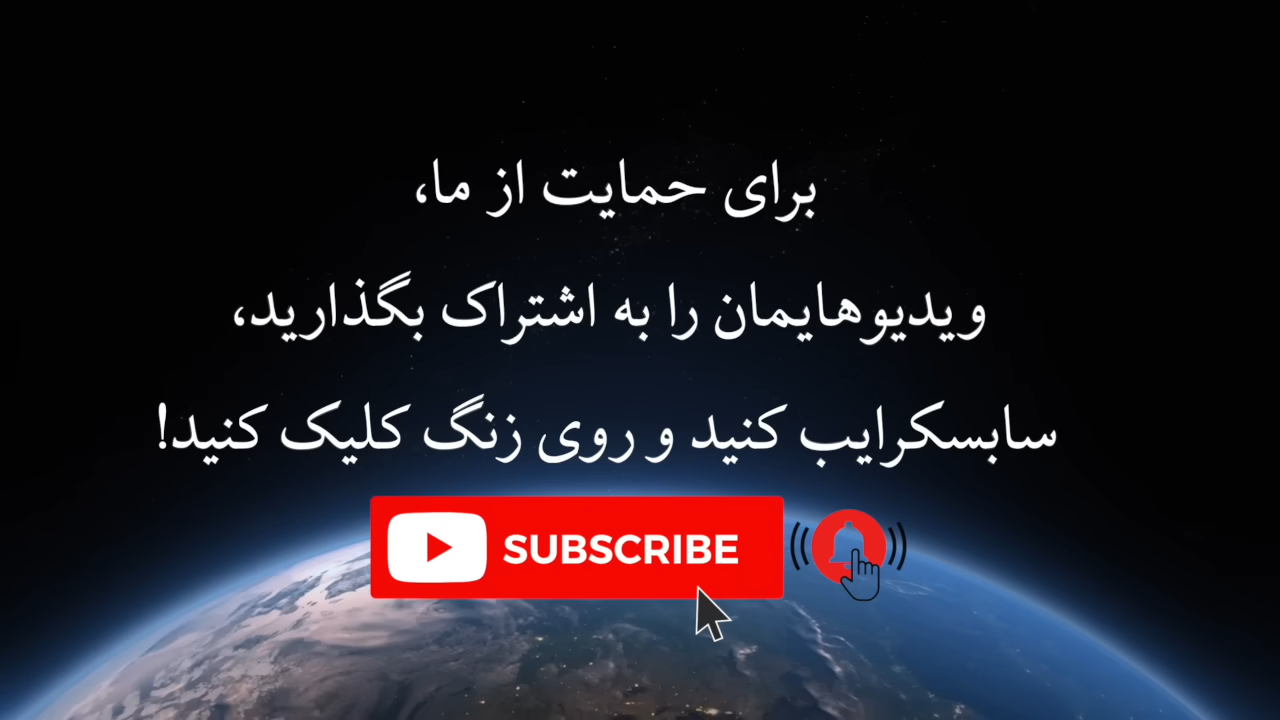 برای حمایت از ما،
ویدیوهایمان را به اشتراک بگذارید،
سابسکرایب کنید و روی زنگ کلیک کنید!
SUBSCRIBE